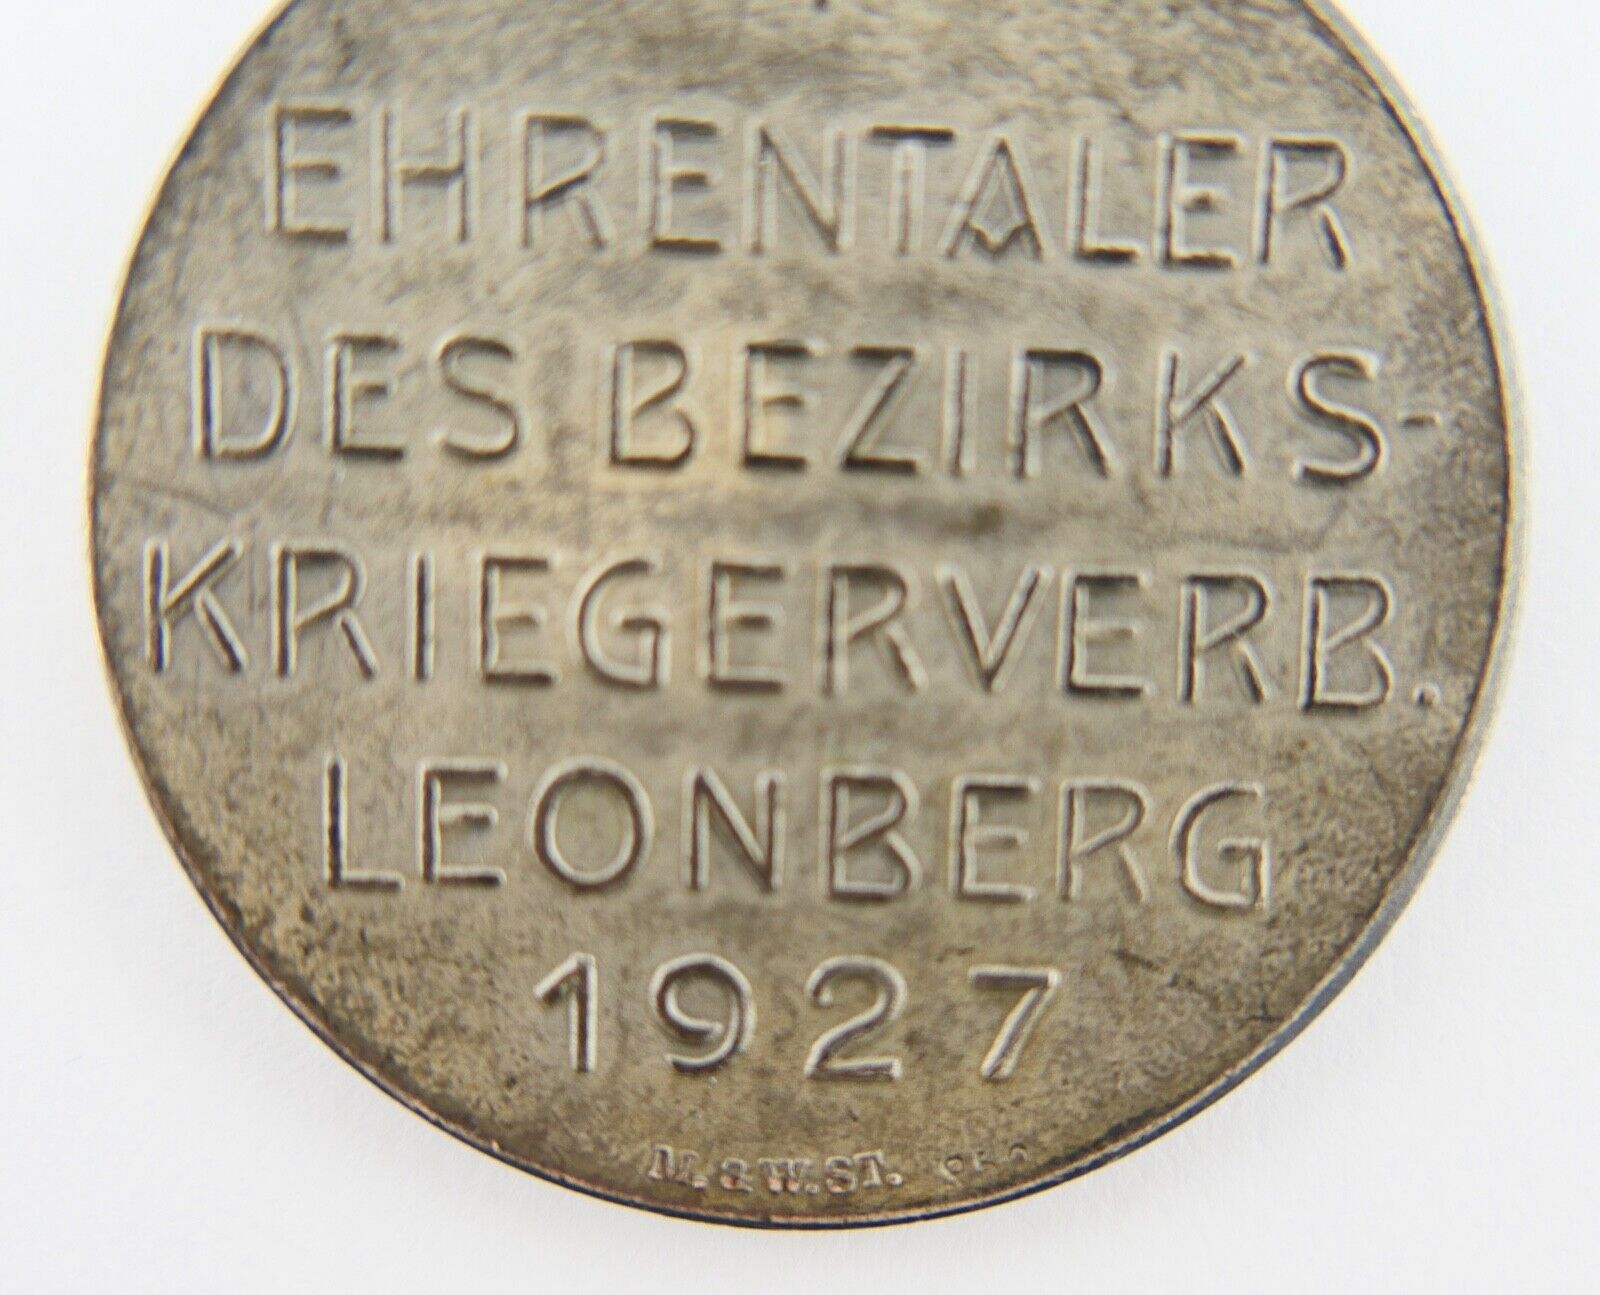 EHRENTALER
DES BEZIRKS-
KRIEGERVERB.
LEONBERG
1927
M. & W. ST.